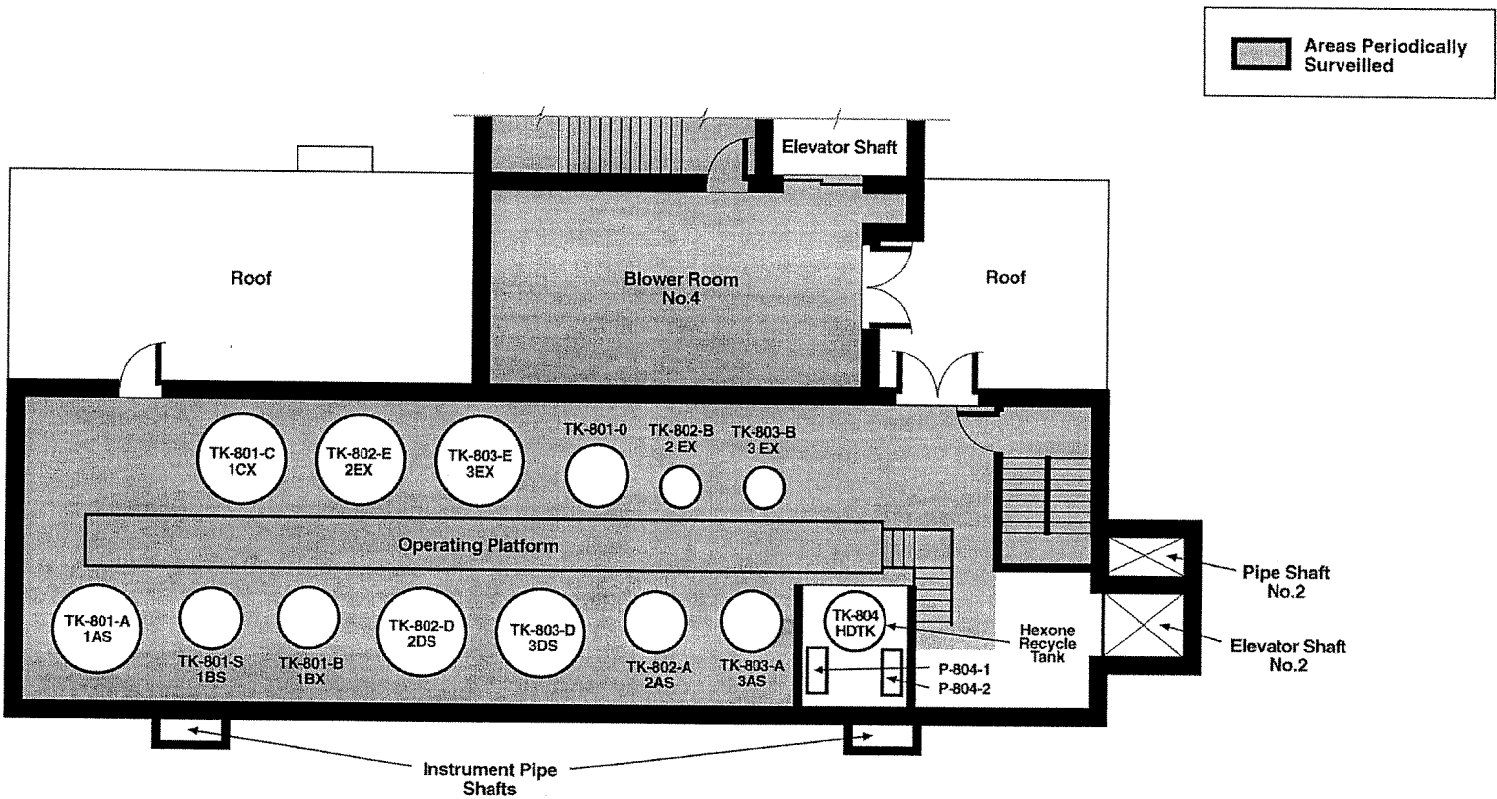 Areas Periodically
Surveilled
Elevator Shaft
Roof
Blower Room
No.4
Roof
TK-801-C
1CX
TK-802-E
2EX
TK-803-E
3EX
TK-801-0
TK-802-B
2 EX
TK-803-B
3 EX
Operating Platform
TK-801-A
1AS
TK-801-S
1BS
TK-801-B
1BX
TK-802-D
2DS
TK-803-D
3DS
TK-802-A
2AS
TK-803-A
3AS
TK-804
HDTK
Hexone
Recycle
Tank
P-804-1
P-804-2
Pipe Shaft
No.2
Elevator Shaft
No.2
Instrument Pipe
Shafts